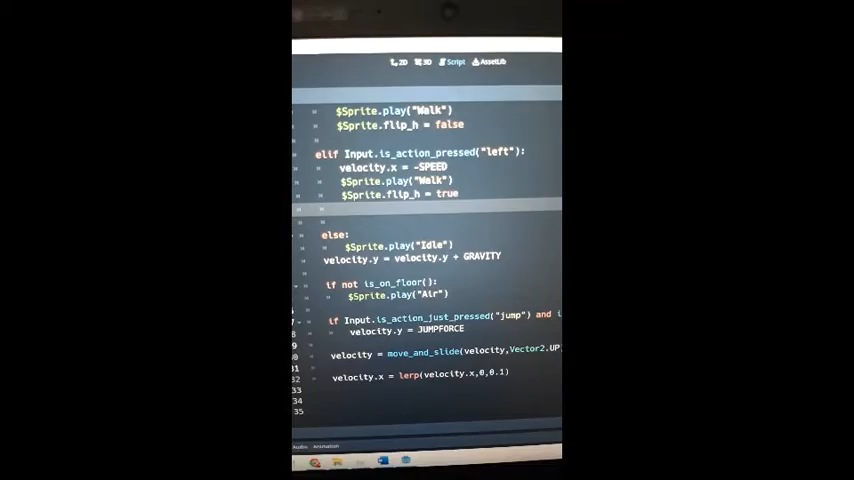 2D 3D Script AssetLib
$Sprite.play("Walk")
$Sprite.flip_h = false
elif Input.is_action_pressed("left"):
velocity.x = -SPEED
$Sprite.play("Walk")
$Sprite.flip_h = true
else:
$Sprite.play("Idle")
velocity.y = velocity.y + GRAVITY
if not is_on_floor():
$Sprite.play("Air")
if Input.is_action_just_pressed("jump") and i
velocity.y = JUMPFORCE
velocity = move_and_slide(velocity,Vector2.UP
velocity.x = lerp(velocity.x,0,0.1)
32
33
34
35
Audio Animation